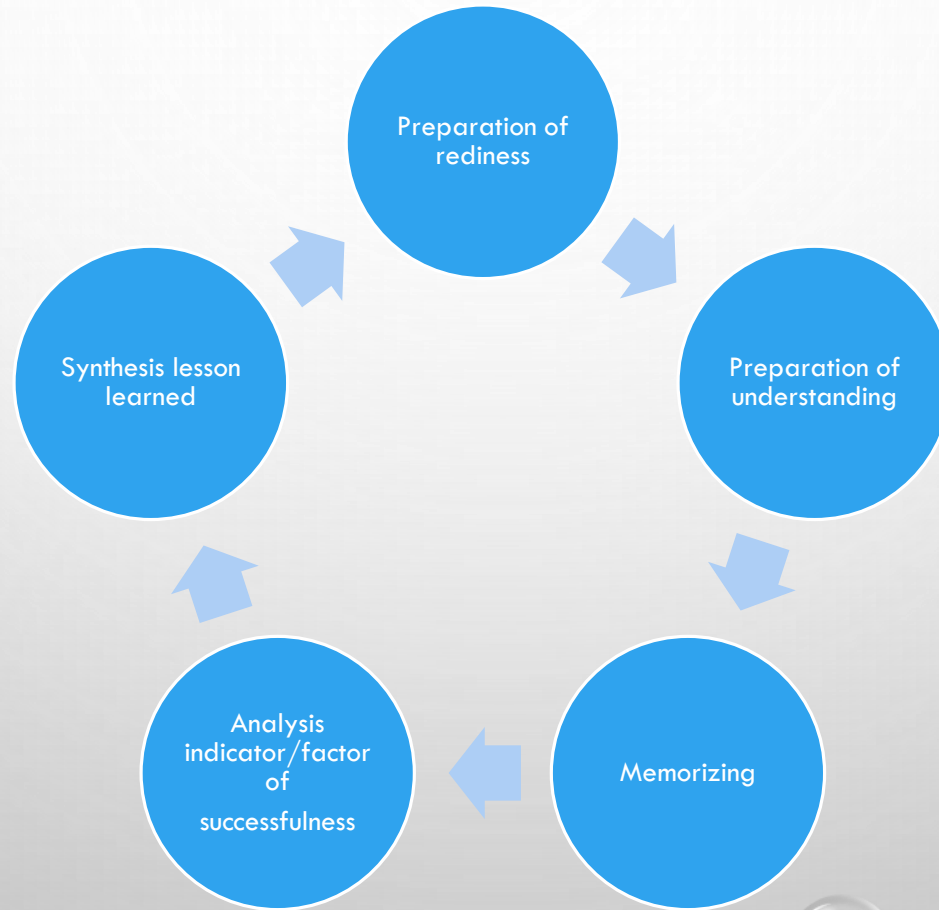 Preparation of
rediness
Preparation of
understanding
Memorizing
Analysis
indicator/factor
of
successfulness
Synthesis lesson
learned